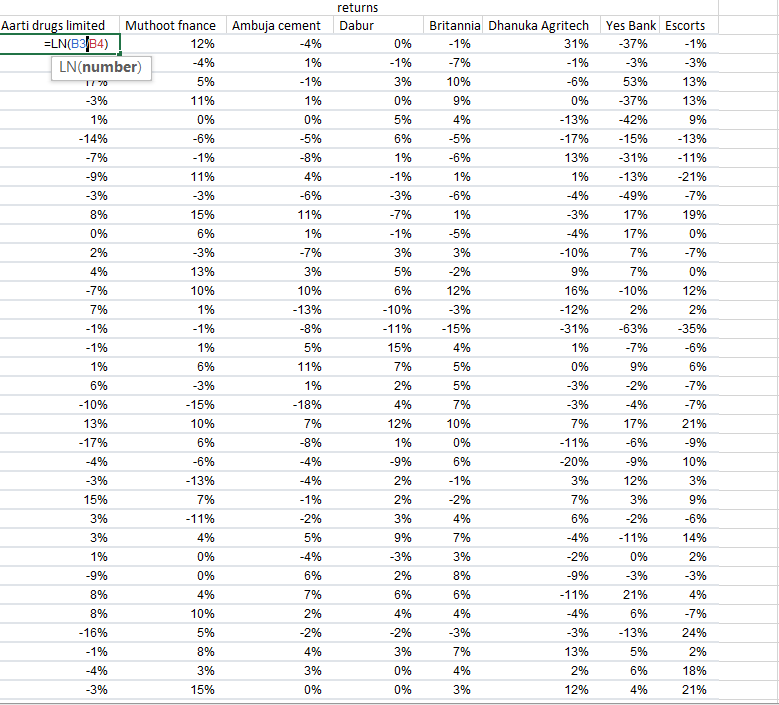 returns
Aarti drugs limited Muthoot fnance Ambuja cement Dabur Britannia Dhanuka Agritech Yes Bank Escorts
=LN(B3/B4) 12% -4% 0% -1% 31% -37% -1%
LN(number) -4% 1% -1% -7% -1% -3% -3%
17% 5% -1% 3% 10% -6% 53% 13%
-3% 11% 1% 0% 9% 0% -37% 13%
1% 0% 0% 5% 4% -13% -42% 9%
-14% -6% -5% 6% -5% -17% -15% -13%
-7% -1% -8% 1% -6% 13% -31% -11%
-9% 11% 4% -1% 1% 1% -13% -21%
-3% -3% -6% -3% -6% -4% -49% -7%
8% 15% 11% -7% 1% -3% 17% 19%
0% 6% 1% -1% -5% -4% 17% 0%
2% -3% -7% 3% 3% -10% 7% -7%
4% 13% 3% 5% -2% 9% 7% 0%
-7% 10% 10% 6% 12% 16% -10% 12%
7% 1% -13% -10% -3% -12% 2% 2%
-1% -1% -8% -11% -15% -31% -63% -35%
-1% 1% 5% 15% 4% 1% -7% -6%
1% 6% 11% 7% 5% 0% 9% 6%
6% -3% 1% 2% 5% -3% -2% -7%
-10% -15% -18% 4% 7% -3% -4% -7%
13% 10% 7% 12% 10% 7% 17% 21%
-17% 6% -8% 1% 0% -11% -6% -9%
-4% -6% -4% -9% 6% -20% -9% 10%
-3% -13% -4% 2% -1% 3% 12% 3%
15% 7% -1% 2% -2% 7% 3% 9%
3% -11% -2% 3% 4% 6% -2% -6%
3% 4% 5% 9% 7% -4% -11% 14%
1% 0% -4% -3% 3% -2% 0% 2%
-9% 0% 6% 2% 8% -9% -3% -3%
8% 4% 7% 6% 6% -11% 21% 4%
8% 10% 2% 4% 4% -4% 6% -7%
-16% 5% -2% -2% -3% -3% -13% 24%
-1% 8% 4% 3% 7% 13% 5% 2%
-4% 3% 3% 0% 4% 2% 6% 18%
-3% 15% 0% 0% 3% 12% 4% 21%